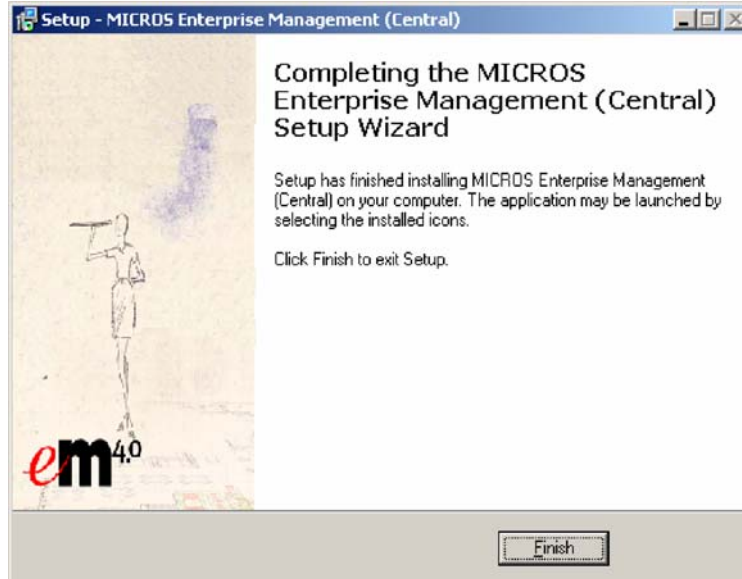 Setup - MICROS Enterprise Management (Central)
Completing the MICROS
Enterprise Management (Central)
Setup Wizard
Setup has finished installing MICROS Enterprise Management
(Central) on your computer. The application may be launched by
selecting the installed icons.
Click Finish to exit Setup.
em 4.0
Finish